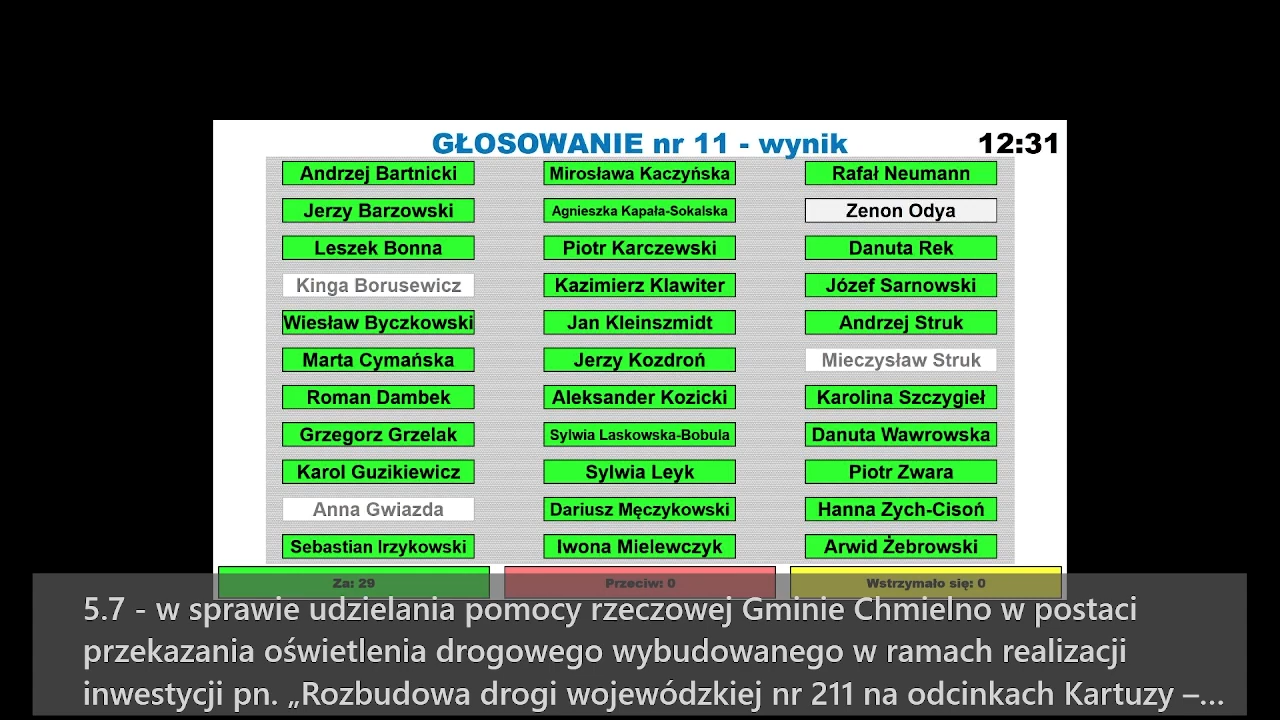 GŁOSOWANIE nr 11 - wynik 12:31
Andrzej Bartnicki Mirosława Kaczyńska Rafał Neumann
Jerzy Barzowski Agnieszka Kapała-Sokalska Zenon Odya
Leszek Bonna Piotr Karczewski Danuta Rek
Kinga Borusewicz Kazimierz Klawiter Józef Sarnowski
Wiesław Byczkowski Jan Kleinszmidt Andrzej Struk
Marta Cymańska Jerzy Kozdroń Mieczysław Struk
Roman Dambek Aleksander Kozicki Karolina Szczygieł
Grzegorz Grzelak Sylwia Laskowska-Bobula Danuta Wawrowska
Karol Guzikiewicz Sylwia Leyk Piotr Zwara
Anna Gwiazda Dariusz Męczykowski Hanna Zych-Cisoń
Sebastian Irzykowski Iwona Mielewczyk Arwid Żebrowski
Za: 29 Przeciw: 0 Wstrzymało się: 0
5.7 - w sprawie udzielania pomocy rzeczowej Gminie Chmielno w postaci
przekazania oświetlenia drogowego wybudowanego w ramach realizacji
inwestycji pn. „Rozbudowa drogi wojewódzkiej nr 211 na odcinkach Kartuzy –...